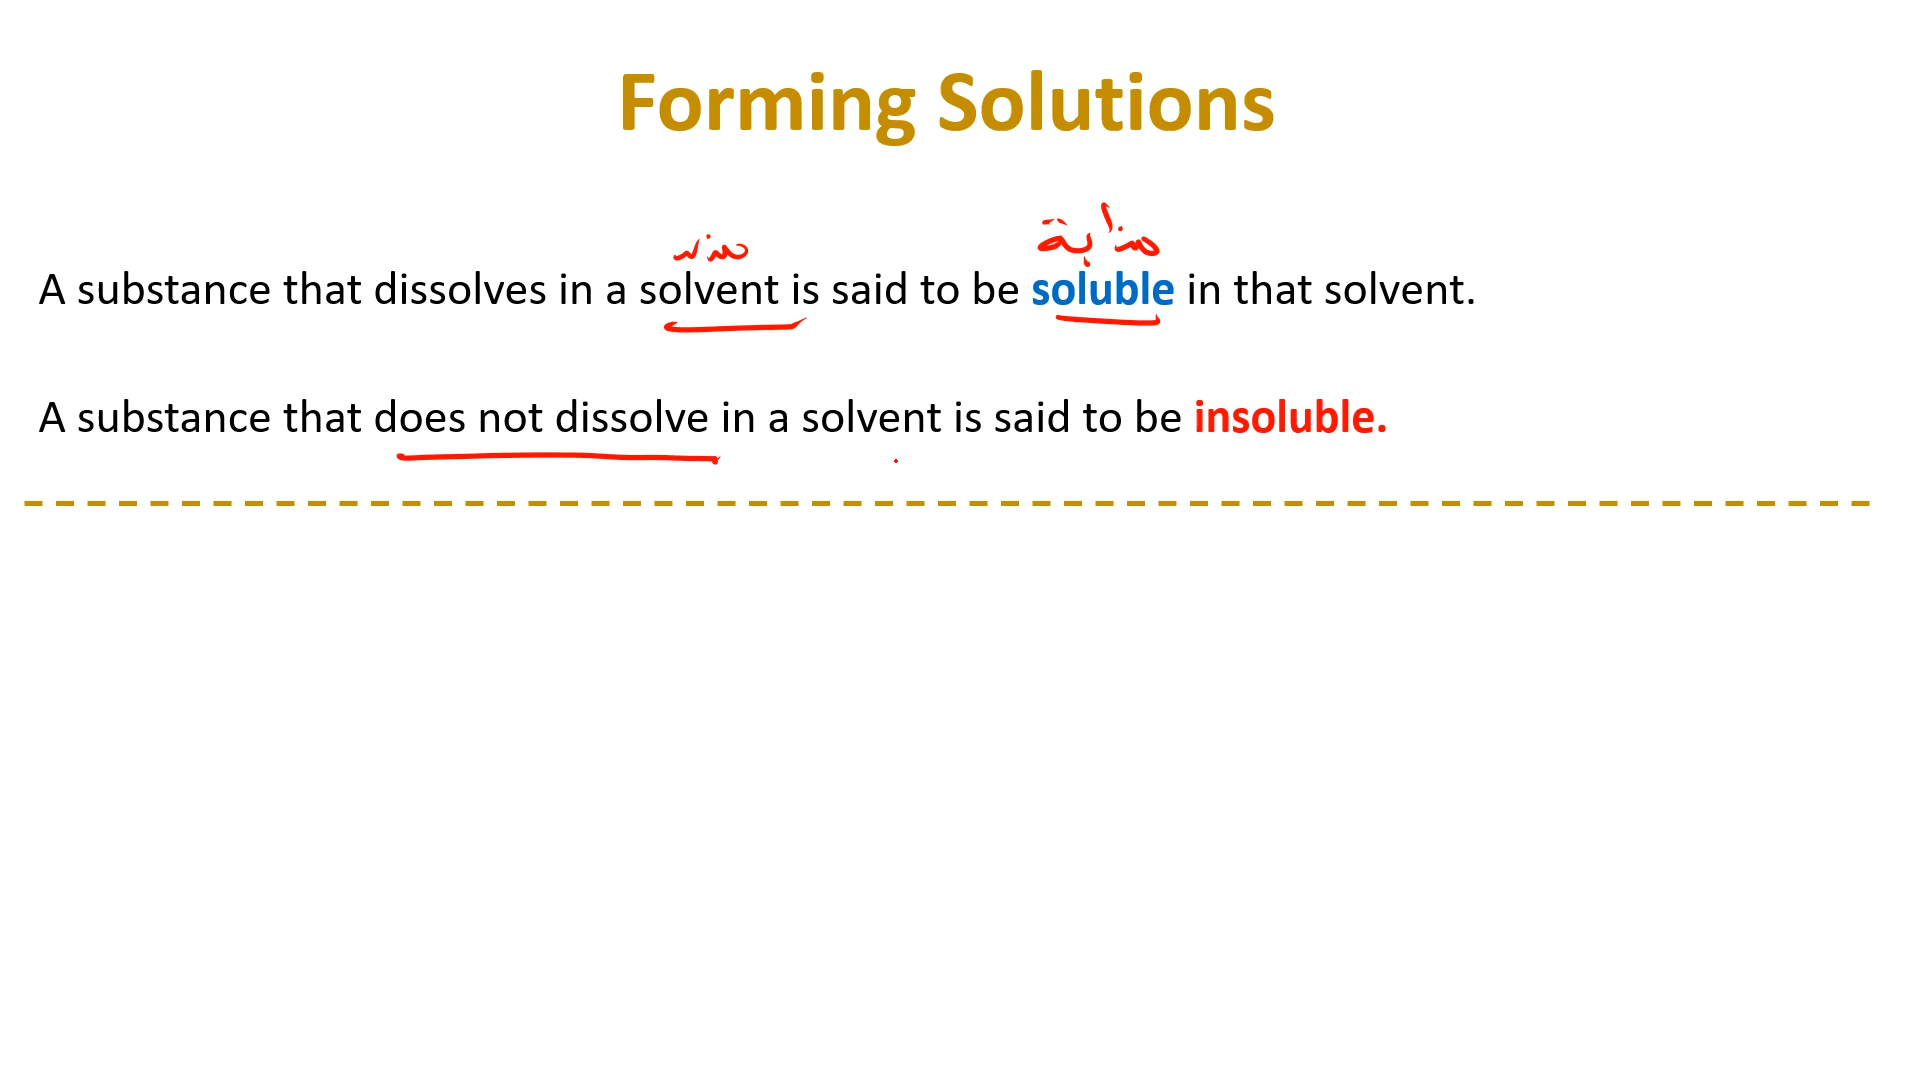 Forming Solutions
مذابة
A substance that dissolves in a solvent is said to be soluble in that solvent.
A substance that does not dissolve in a solvent is said to be insoluble.